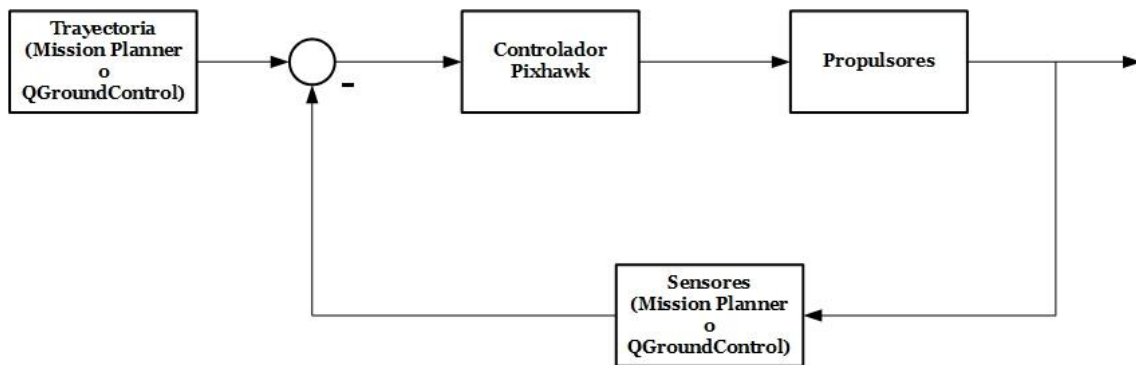 Trayectoria
(Mission Planner
o
QGroundControl)
-
Controlador
Pixhawk
Propulsores
Sensores
(Mission Planner
o
QGroundControl)